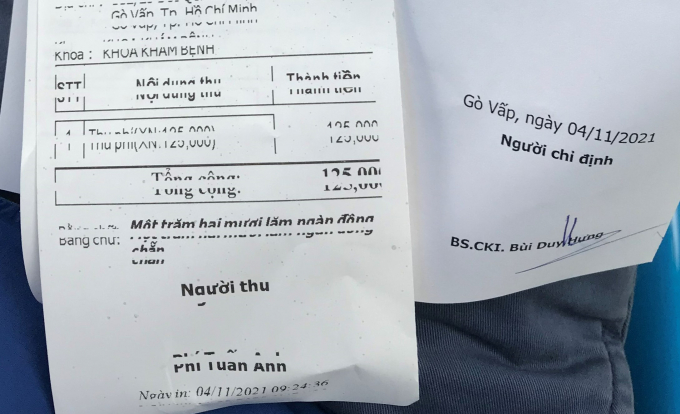 Gò Vấp, Tp. Hồ Chí Minh
Khoa : KHOA KHÁM BỆNH
STT Nội dung thu Thành tiền
1 Thu phí(XN:125,000) 125,000
Tổng cộng: 125,000
Bằng chữ: Một trăm hai mươi lăm ngàn đồng
chẵn
Người thu
Phí Tuấn Anh
Ngày in: 04/11/2021 09:24:36
Gò Vấp, ngày 04/11/2021
Người chỉ định
BS.CKI. Bùi Duy Hưng